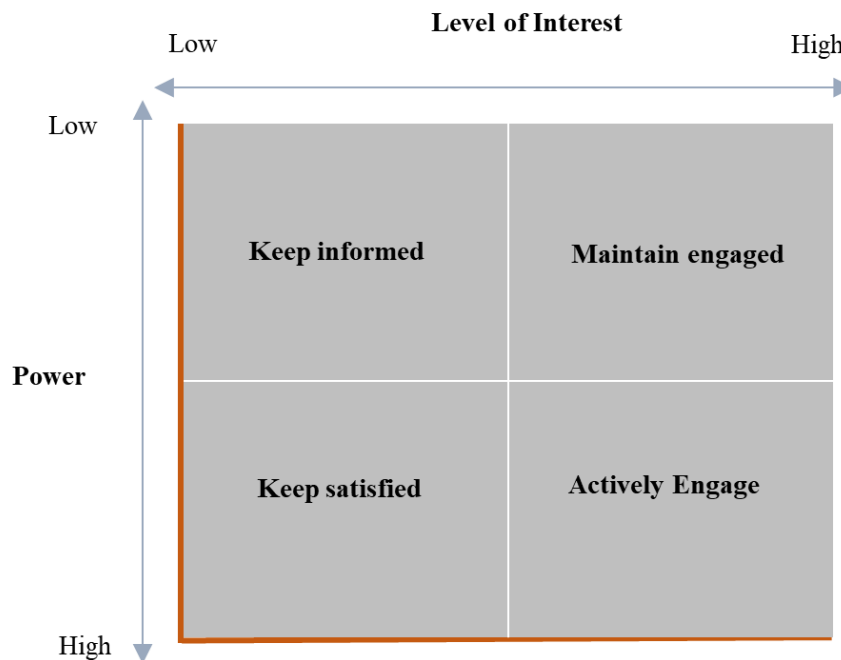 Level of Interest
Low
High
Low
Keep informed
Maintain engaged
Power
Keep satisfied
Actively Engage
High